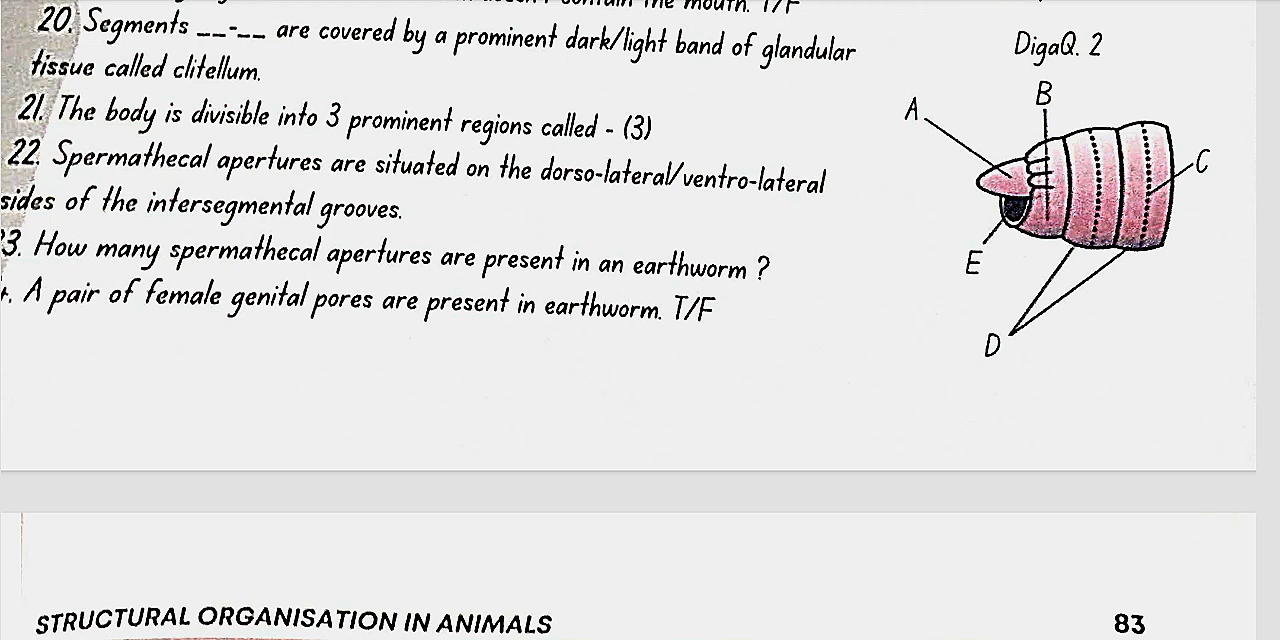 contain the mouth. T/F
20. Segments __-__ are covered by a prominent dark/light band of glandular
tissue called clitellum.
21. The body is divisible into 3 prominent regions called - (3)
22. Spermathecal apertures are situated on the dorso-lateral/ventro-lateral
sides of the intersegmental grooves.
3. How many spermathecal apertures are present in an earthworm ?
. A pair of female genital pores are present in earthworm. T/F
DigaQ. 2
A
B
C
E
D
STRUCTURAL ORGANISATION IN ANIMALS
83